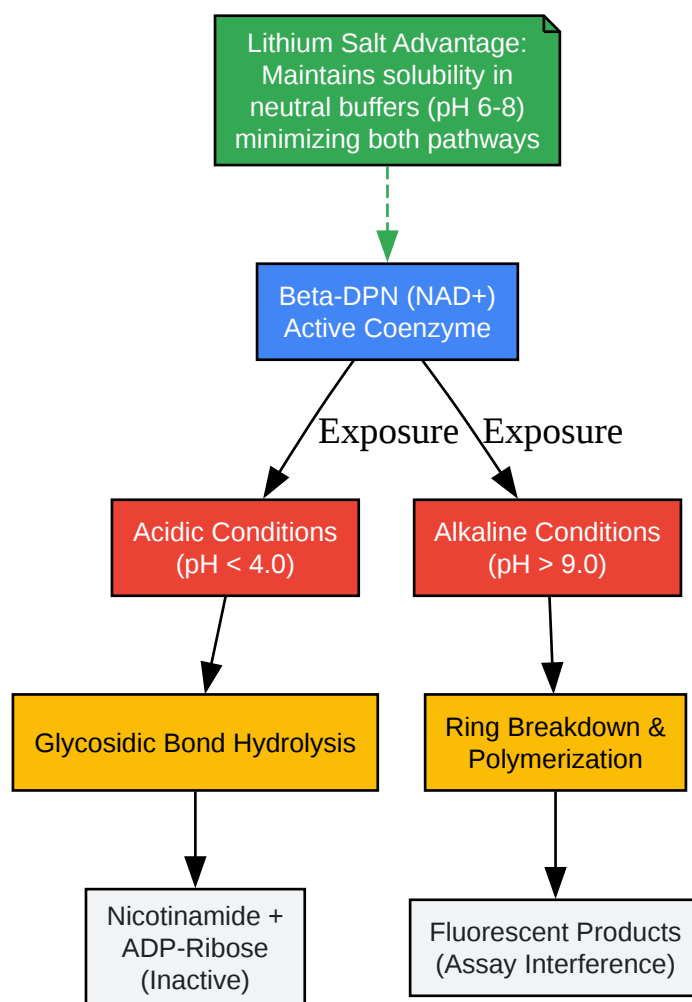 Lithium Salt Advantage:
Maintains solubility in
neutral buffers (pH 6-8)
minimizing both pathways
Beta-DPN (NAD+)
Active Coenzyme
Exposure
Exposure
Acidic Conditions
(pH < 4.0)
Alkaline Conditions
(pH > 9.0)
Glycosidic Bond Hydrolysis
Ring Breakdown &
Polymerization
Nicotinamide +
ADP-Ribose
(Inactive)
Fluorescent Products
(Assay Interference)